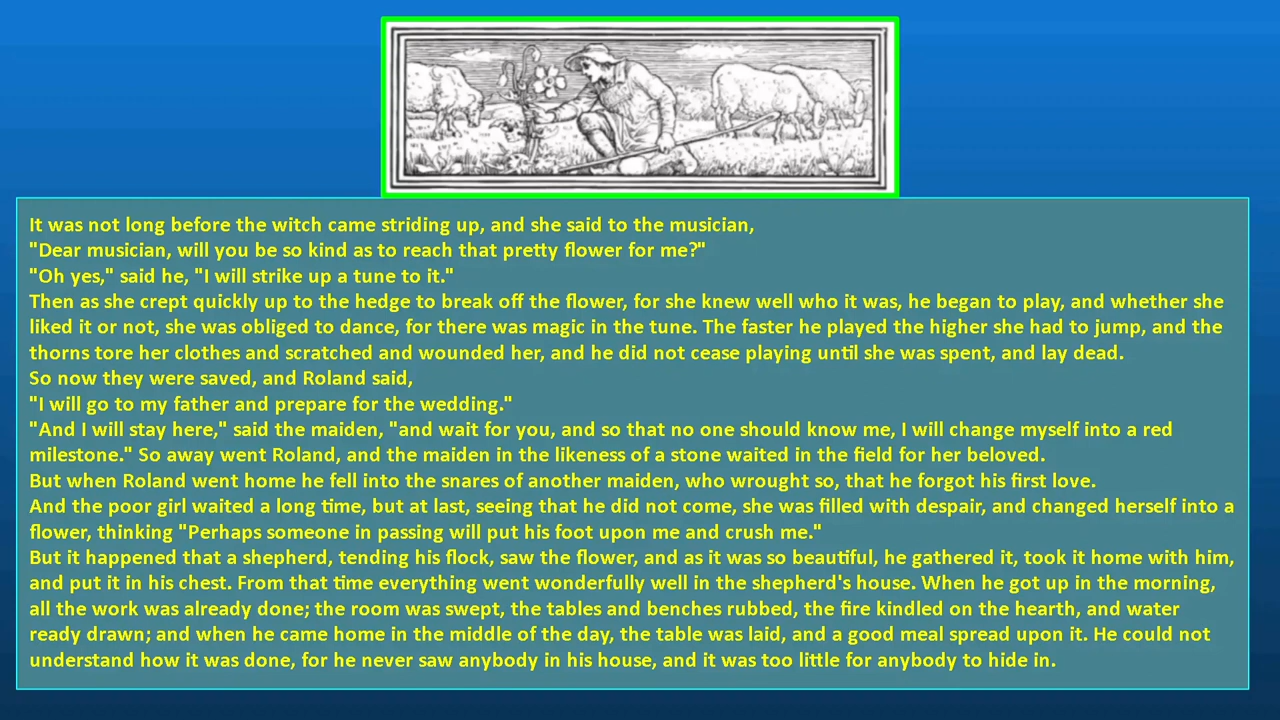 It was not long before the witch came striding up, and she said to the musician,
"Dear musician, will you be so kind as to reach that pretty flower for me?"
"Oh yes," said he, "I will strike up a tune to it."
Then as she crept quickly up to the hedge to break off the flower, for she knew well who it was, he began to play, and whether she
liked it or not, she was obliged to dance, for there was magic in the tune. The faster he played the higher she had to jump, and the
thorns tore her clothes and scratched and wounded her, and he did not cease playing until she was spent, and lay dead.
So now they were saved, and Roland said,
"I will go to my father and prepare for the wedding."
"And I will stay here," said the maiden, "and wait for you, and so that no one should know me, I will change myself into a red
milestone." So away went Roland, and the maiden in the likeness of a stone waited in the field for her beloved.
But when Roland went home he fell into the snares of another maiden, who wrought so, that he forgot his first love.
And the poor girl waited a long time, but at last, seeing that he did not come, she was filled with despair, and changed herself into a
flower, thinking "Perhaps someone in passing will put his foot upon me and crush me."
But it happened that a shepherd, tending his flock, saw the flower, and as it was so beautiful, he gathered it, took it home with him,
and put it in his chest. From that time everything went wonderfully well in the shepherd's house. When he got up in the morning,
all the work was already done; the room was swept, the tables and benches rubbed, the fire kindled on the hearth, and water
ready drawn; and when he came home in the middle of the day, the table was laid, and a good meal spread upon it. He could not
understand how it was done, for he never saw anybody in his house, and it was too little for anybody to hide in.